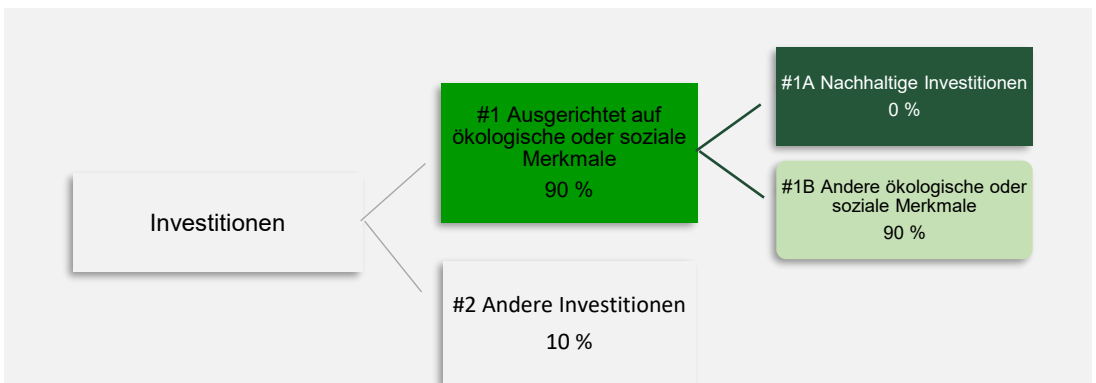 Investitionen
#1 Ausgerichtet auf
ökologische oder soziale
Merkmale
90 %
#2 Andere Investitionen
10 %
#1A Nachhaltige Investitionen
0 %
#1B Andere ökologische oder
soziale Merkmale
90 %